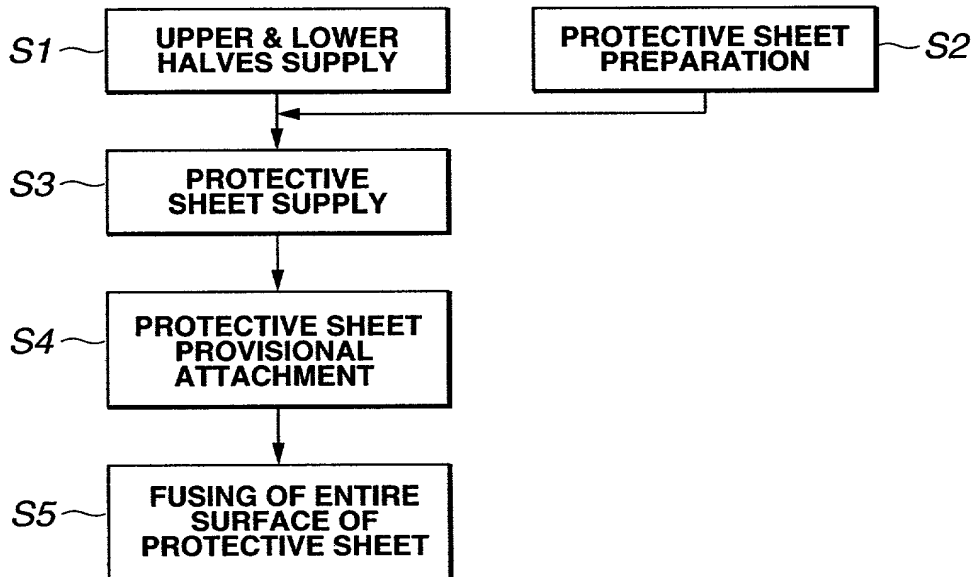 S1
UPPER & LOWER
HALVES SUPPLY
PROTECTIVE SHEET
PREPARATION
S2
S3
PROTECTIVE
SHEET SUPPLY
S4
PROTECTIVE SHEET
PROVISIONAL
ATTACHMENT
S5
FUSING OF ENTIRE
SURFACE OF
PROTECTIVE SHEET